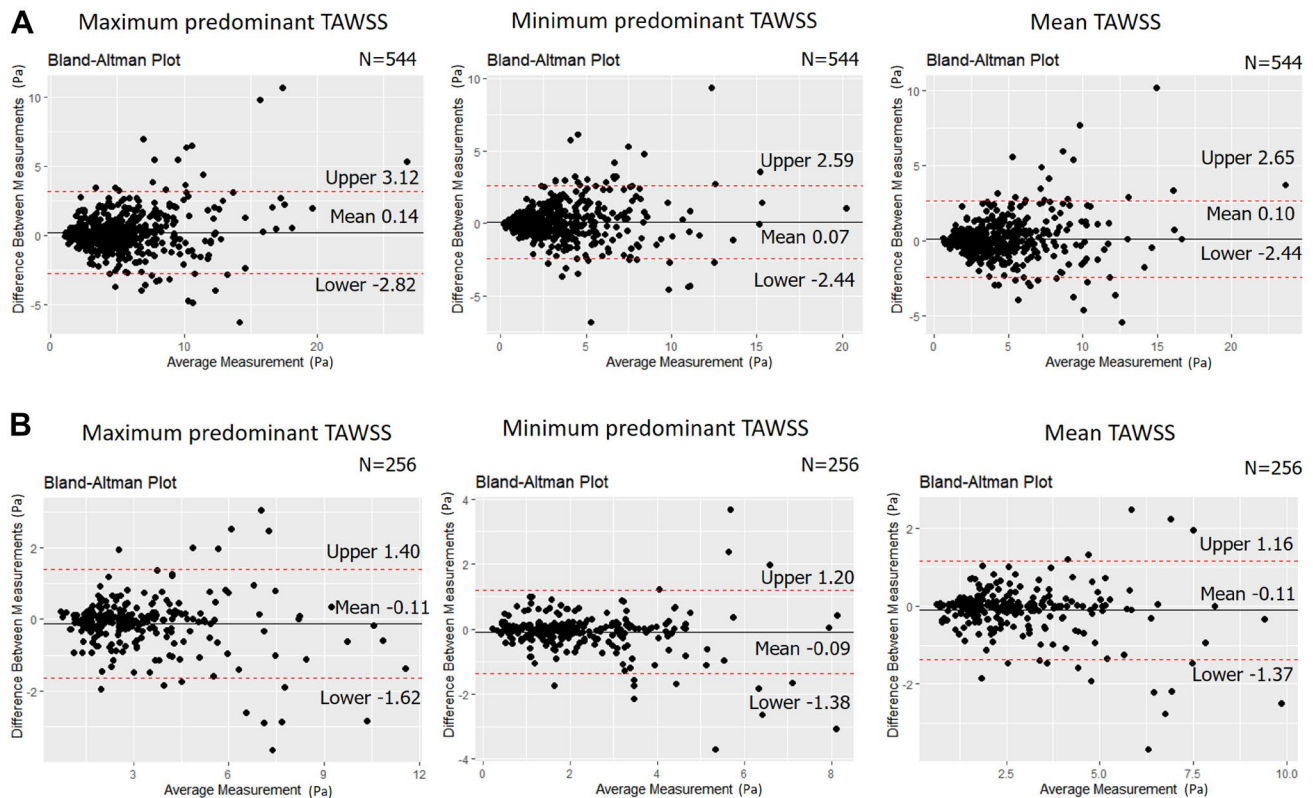 A
Maximum predominant TAWSS
Minimum predominant TAWSS
Mean TAWSS
Bland-Altman Plot
N=544
Difference Between Measurements (Pa)
10
5
0
-5
Upper 3.12
Mean 0.14
Lower -2.82
0
10
20
Average Measurement (Pa)
Bland-Altman Plot
N=544
Difference Between Measurements (Pa)
10
5
0
-5
Upper 2.59
Mean 0.07
Lower -2.44
0
5
10
15
20
Average Measurement (Pa)
Bland-Altman Plot
N=544
Difference Between Measurements (Pa)
10
5
0
-5
Upper 2.65
Mean 0.10
Lower -2.44
0
5
10
15
20
Average Measurement (Pa)
B
Maximum predominant TAWSS
Minimum predominant TAWSS
Mean TAWSS
N=256
Bland-Altman Plot
Difference Between Measurements (Pa)
2
0
-2
Upper 1.40
Mean -0.11
Lower -1.62
3
6
9
12
Average Measurement (Pa)
N=256
Bland-Altman Plot
Difference Between Measurements (Pa)
4
2
0
-2
-4
Upper 1.20
Mean -0.09
Lower -1.38
0
2
4
6
8
Average Measurement (Pa)
N=256
Bland-Altman Plot
Difference Between Measurements (Pa)
2
0
-2
Upper 1.16
Mean -0.11
Lower -1.37
2.5
5.0
7.5
10.0
Average Measurement (Pa)